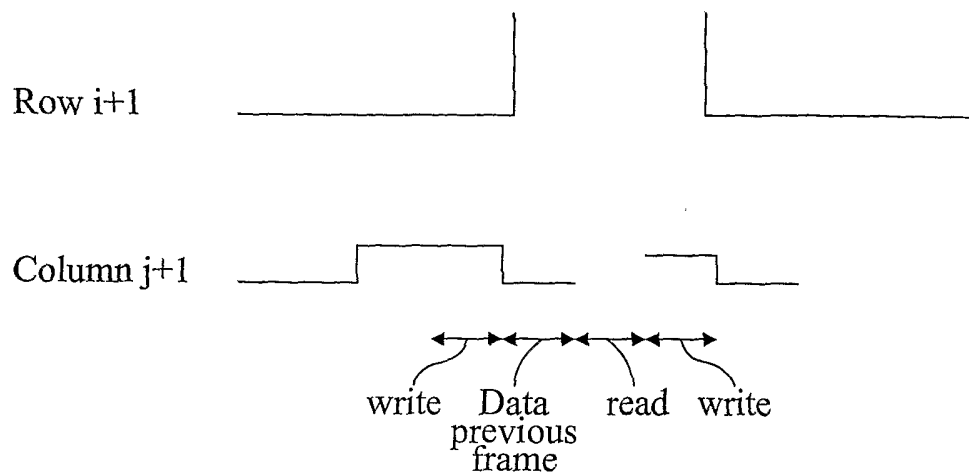 Row i+1
Column j+1
write Data read write
previous
frame